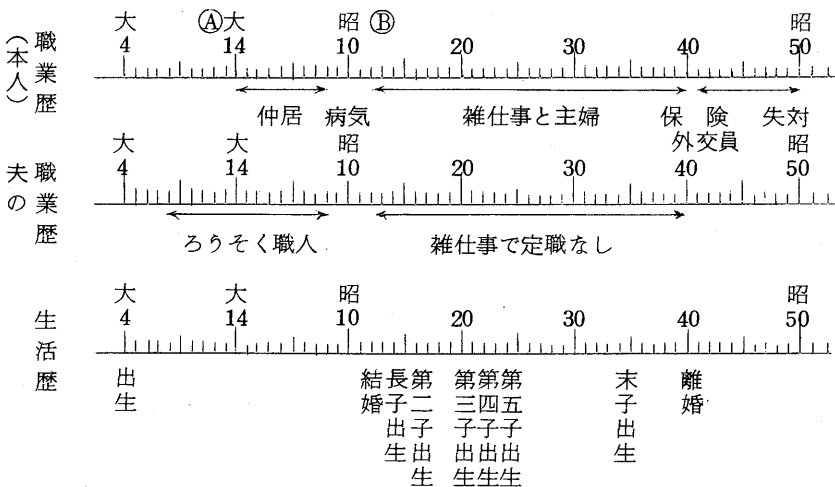 職業歴（本人）
大 Ⓐ大 昭 Ⓑ 昭
4 14 10 20 30 40 50
仲居 病気 雑仕事と主婦 保険外交員 失対
夫の職業歴
大 大 昭 昭
4 14 10 20 30 40 50
ろうそく職人 雑仕事で定職なし
生活歴
大 大 昭 昭
4 14 10 20 30 40 50
出生
結婚
長子出生
第二子出生
第三子出生
第四子出生
第五子出生
末子出生
離婚